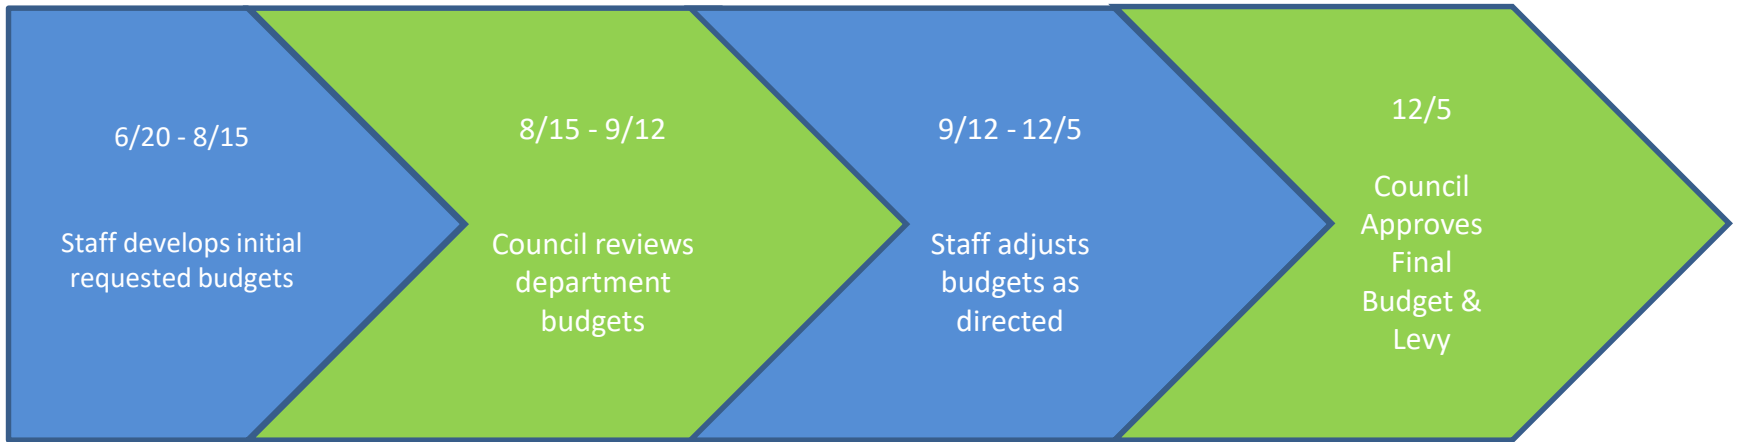 6/20 - 8/15
Staff develops initial
requested budgets
8/15 - 9/12
Council reviews
department
budgets
9/12 - 12/5
Staff adjusts
budgets as
directed
12/5
Council
Approves
Final
Budget &
Levy